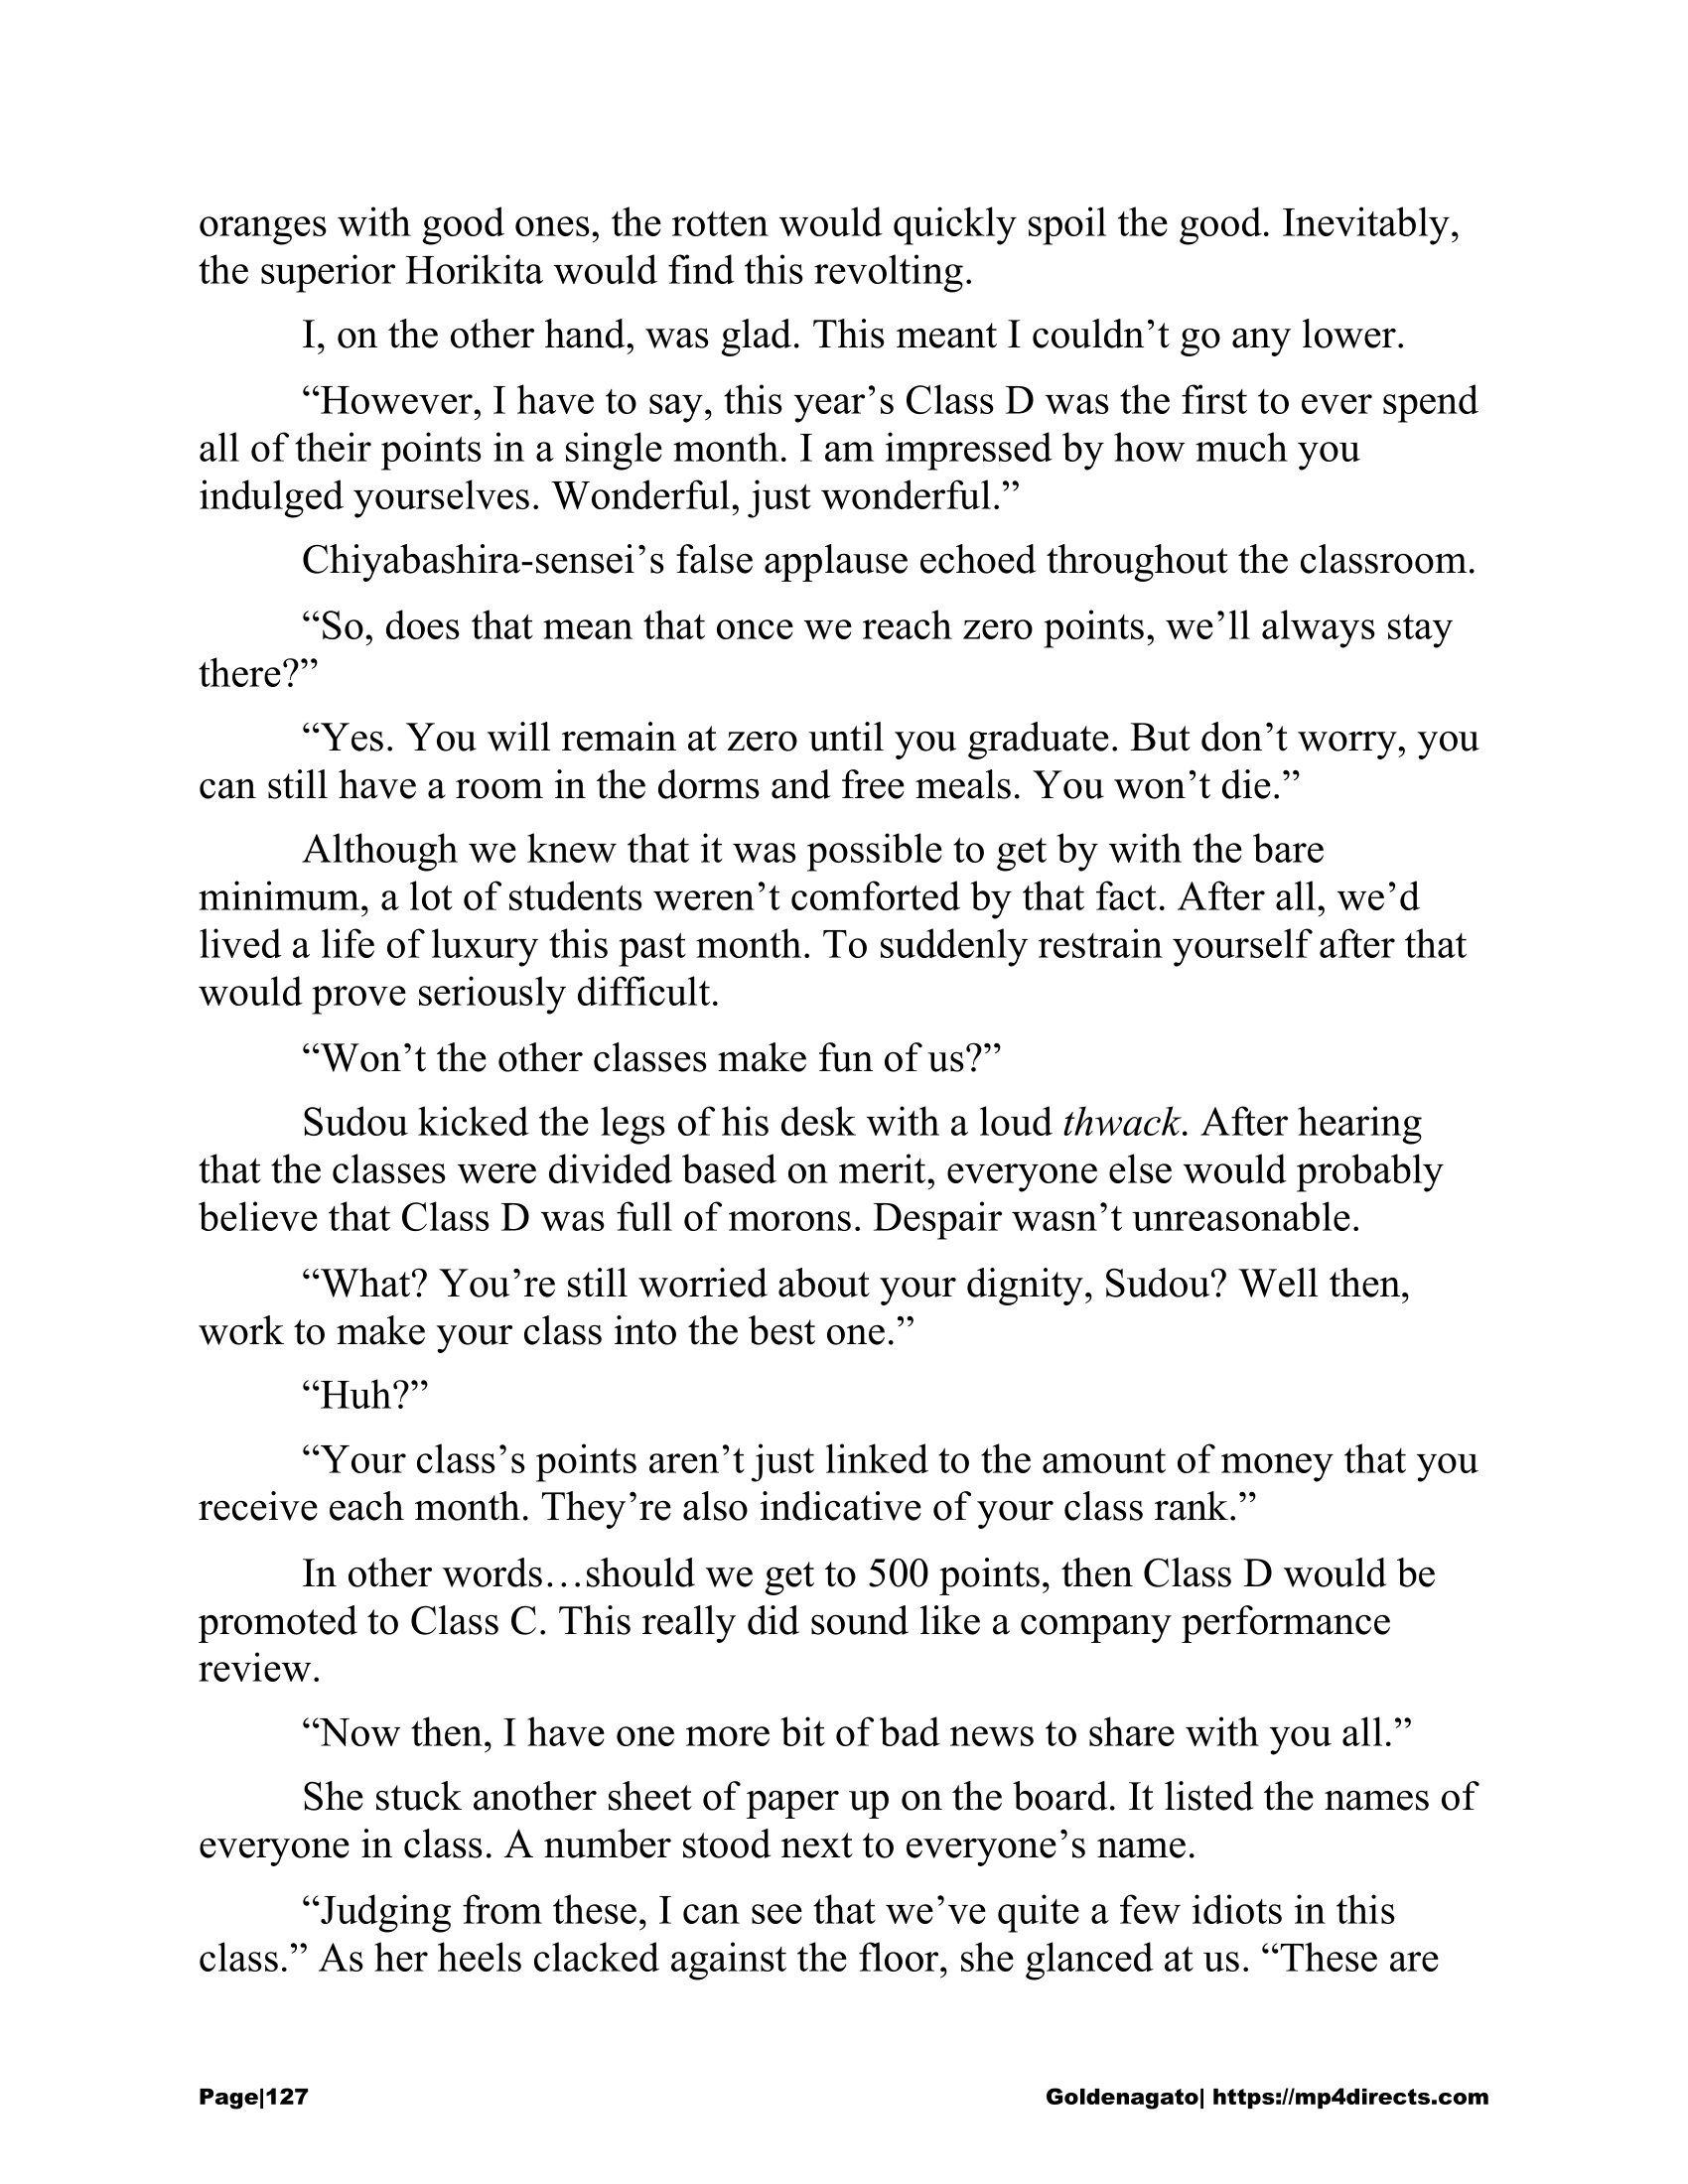 oranges with good ones, the rotten would quickly spoil the good. Inevitably,
the superior Horikita would find this revolting.
I, on the other hand, was glad. This meant I couldn’t go any lower.
“However, I have to say, this year’s Class D was the first to ever spend
all of their points in a single month. I am impressed by how much you
indulged yourselves. Wonderful, just wonderful.”
Chiyabashira-sensei’s false applause echoed throughout the classroom.
“So, does that mean that once we reach zero points, we’ll always stay
there?”
“Yes. You will remain at zero until you graduate. But don’t worry, you
can still have a room in the dorms and free meals. You won’t die.”
Although we knew that it was possible to get by with the bare
minimum, a lot of students weren’t comforted by that fact. After all, we’d
lived a life of luxury this past month. To suddenly restrain yourself after that
would prove seriously difficult.
“Won’t the other classes make fun of us?”
Sudou kicked the legs of his desk with a loud thwack. After hearing
that the classes were divided based on merit, everyone else would probably
believe that Class D was full of morons. Despair wasn’t unreasonable.
“What? You’re still worried about your dignity, Sudou? Well then,
work to make your class into the best one.”
“Huh?”
“Your class’s points aren’t just linked to the amount of money that you
receive each month. They’re also indicative of your class rank.”
In other words…should we get to 500 points, then Class D would be
promoted to Class C. This really did sound like a company performance
review.
“Now then, I have one more bit of bad news to share with you all.”
She stuck another sheet of paper up on the board. It listed the names of
everyone in class. A number stood next to everyone’s name.
“Judging from these, I can see that we’ve quite a few idiots in this
class.” As her heels clacked against the floor, she glanced at us. “These are
Page|127 Goldenagato| https://mp4directs.com